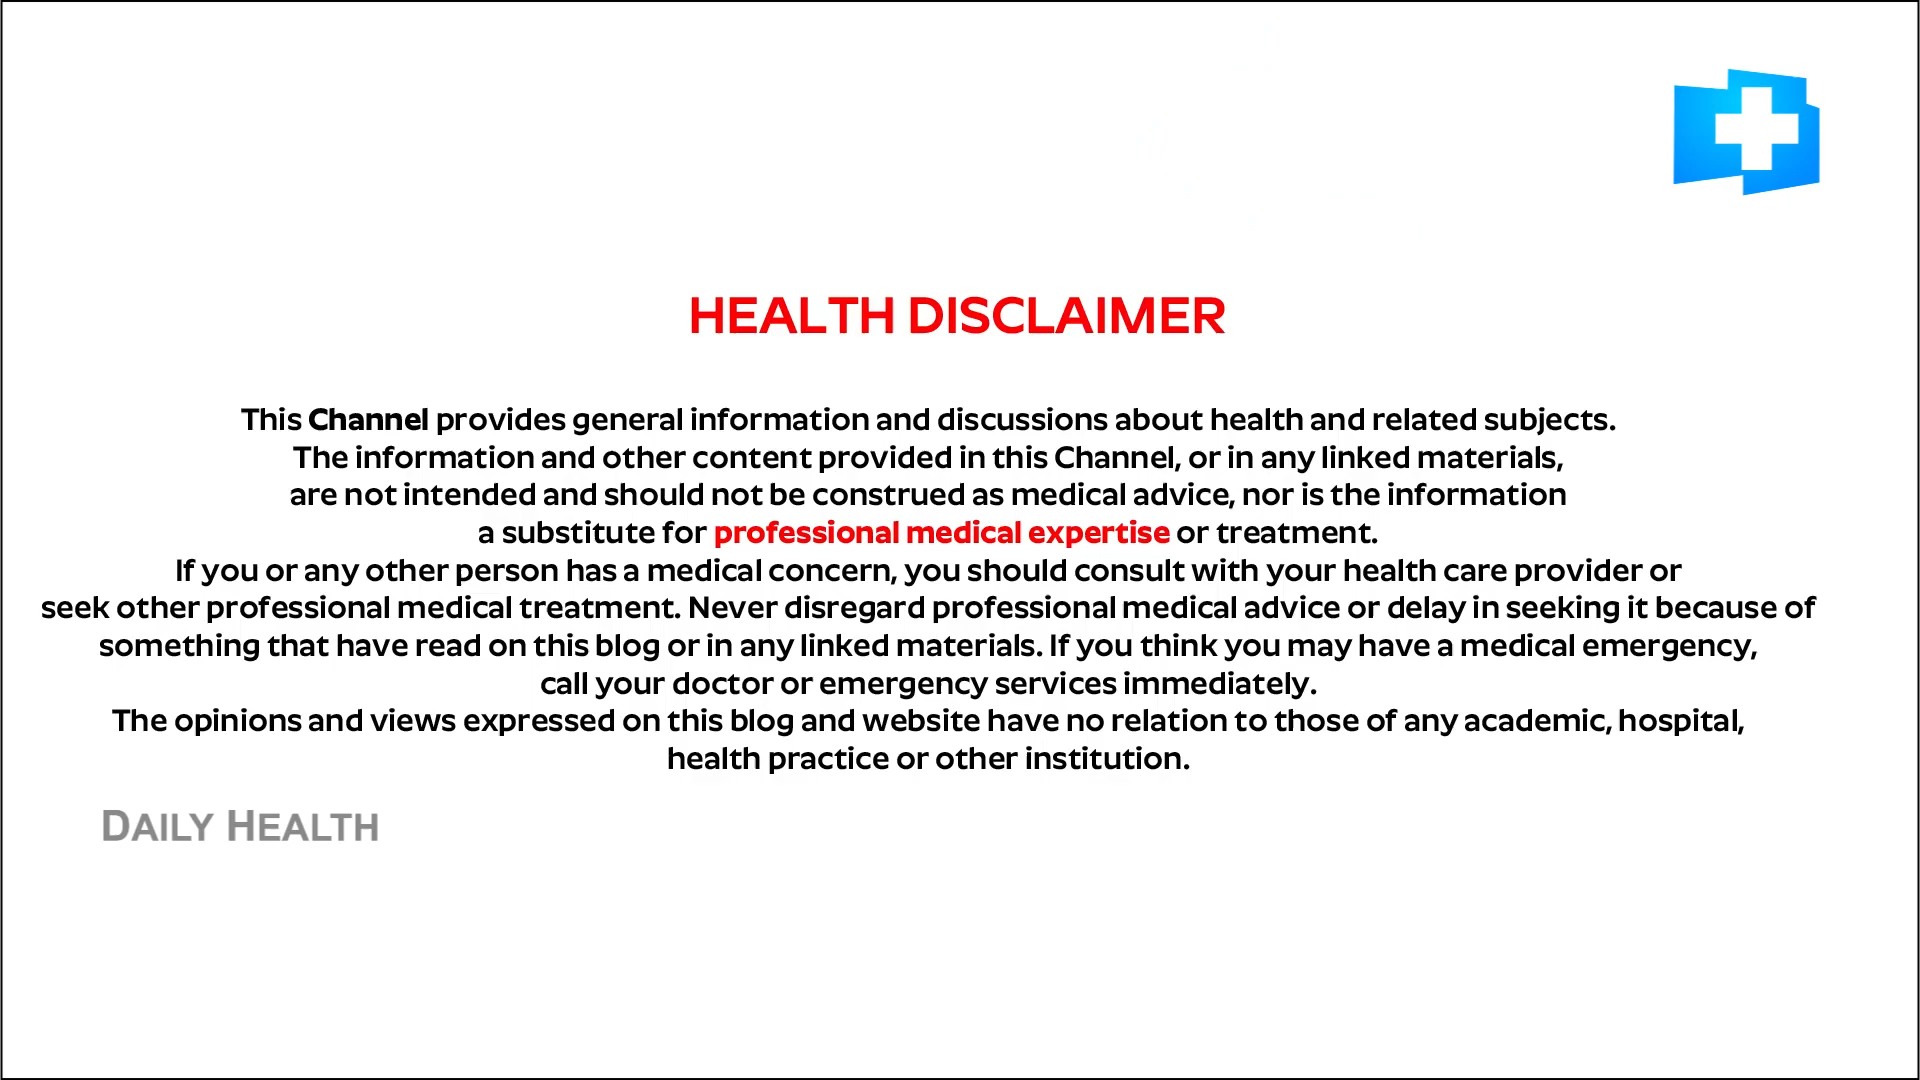 HEALTH DISCLAIMER
This Channel provides general information and discussions about health and related subjects.
The information and other content provided in this Channel, or in any linked materials,
are not intended and should not be construed as medical advice, nor is the information
a substitute for professional medical expertise or treatment.
If you or any other person has a medical concern, you should consult with your health care provider or
seek other professional medical treatment. Never disregard professional medical advice or delay in seeking it because of
something that have read on this blog or in any linked materials. If you think you may have a medical emergency,
call your doctor or emergency services immediately.
The opinions and views expressed on this blog and website have no relation to those of any academic, hospital,
health practice or other institution.
DAILY HEALTH